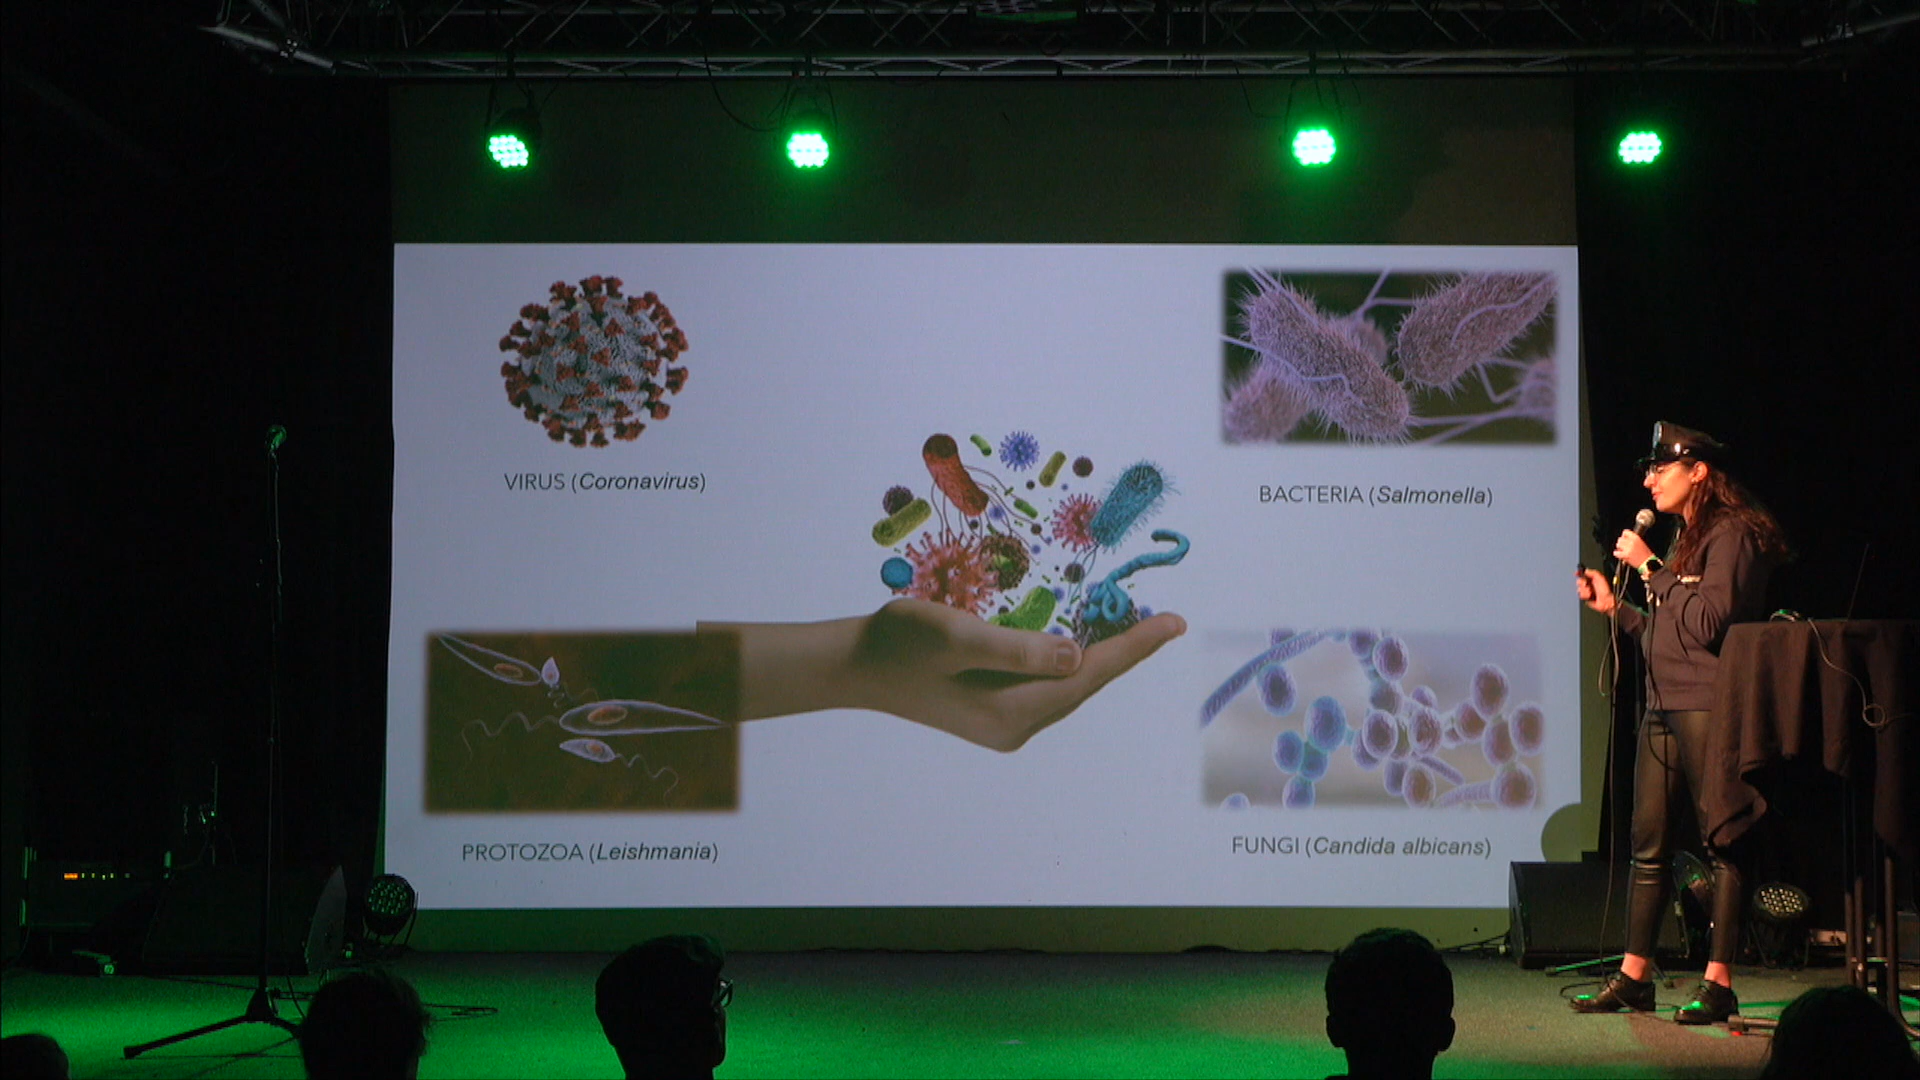 VIRUS (Coronavirus)
BACTERIA (Salmonella)
PROTOZOA (Leishmania)
FUNGI (Candida albicans)